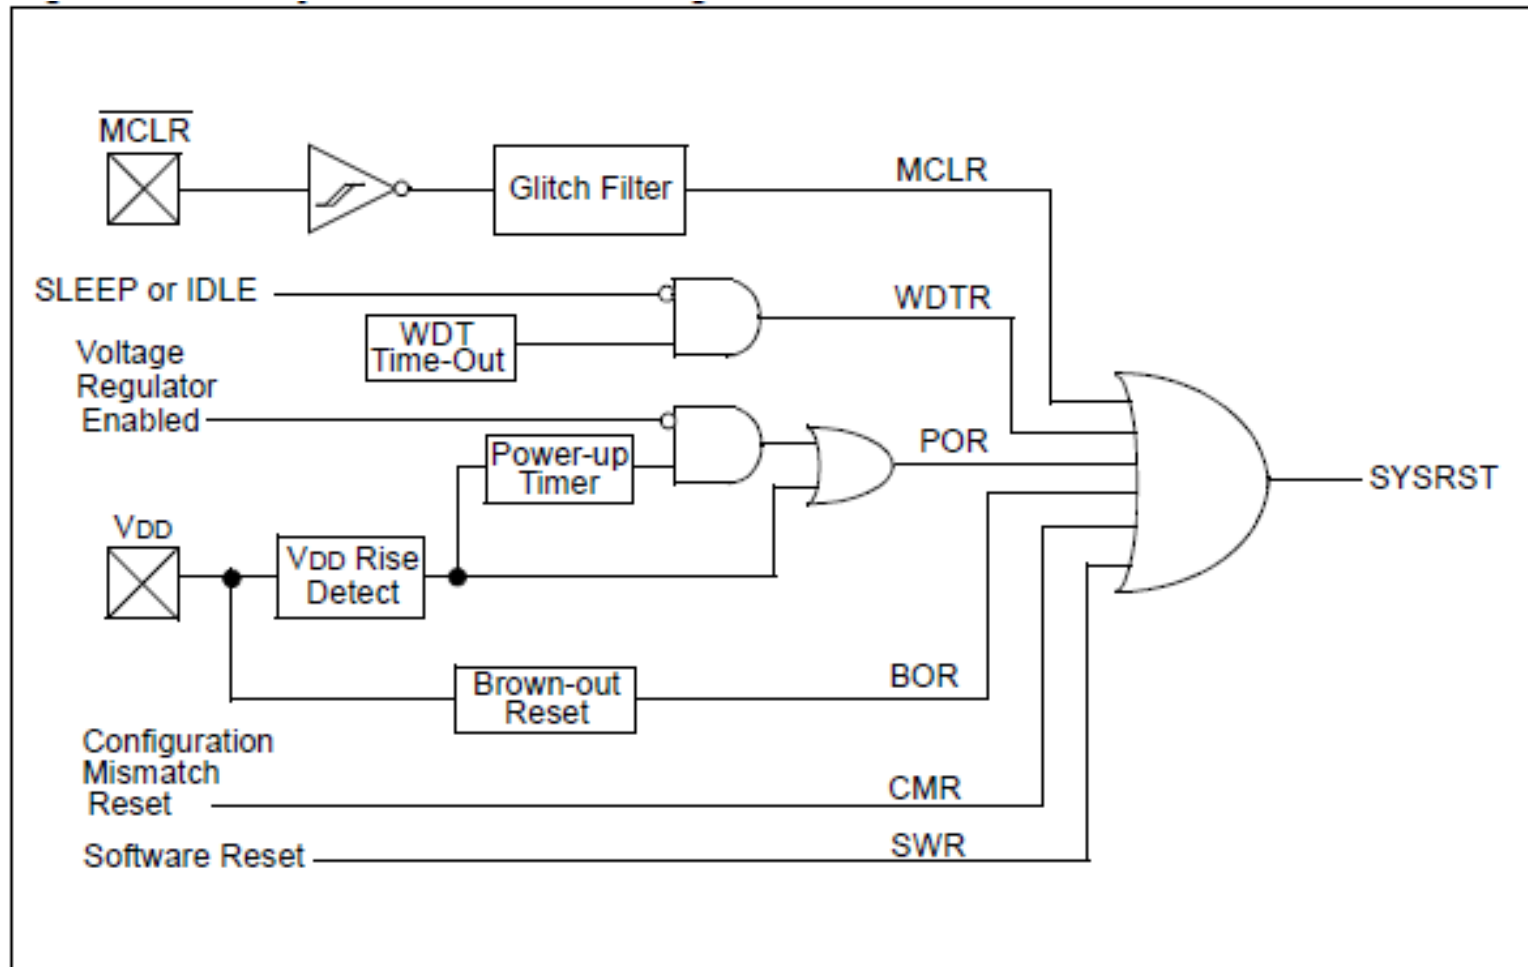 MCLR
MCLR
Glitch Filter
SLEEP or IDLE
WDTR
WDT
Time-Out
Voltage
Regulator
Enabled
POR
Power-up
Timer
SYSRST
VDD
VDD Rise
Detect
BOR
Brown-out
Reset
Configuration
Mismatch
Reset
CMR
Software Reset
SWR